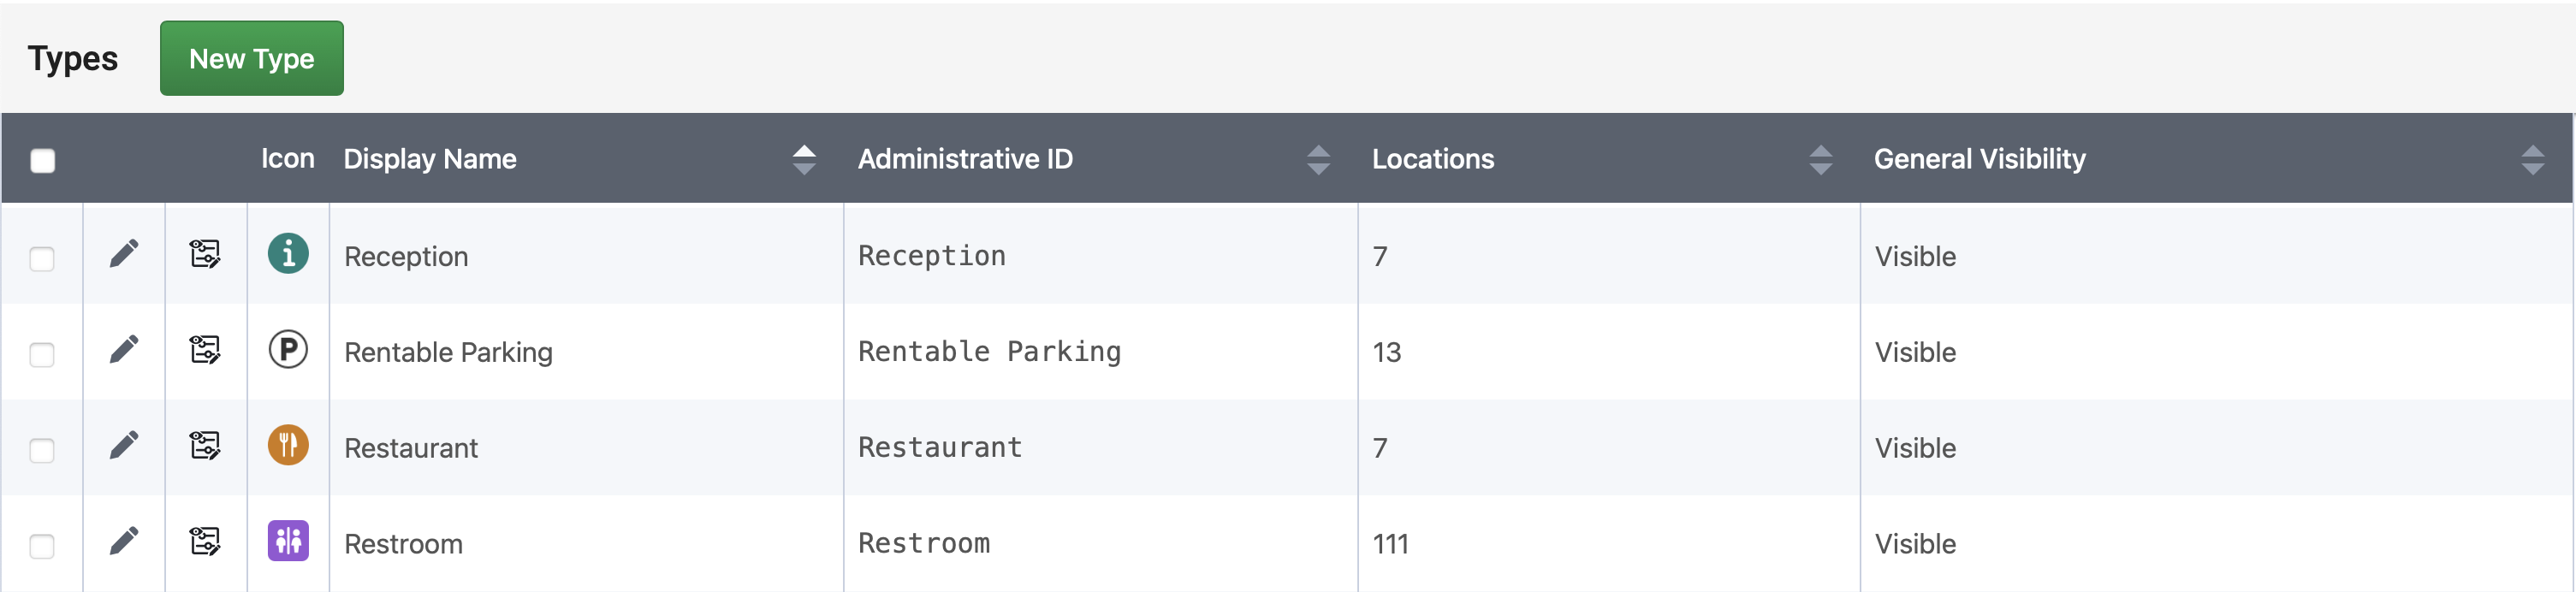 Types New Type
Icon Display Name Administrative ID Locations General Visibility
Reception Reception 7 Visible
P Rentable Parking Rentable Parking 13 Visible
Restaurant Restaurant 7 Visible
Restroom Restroom 111 Visible